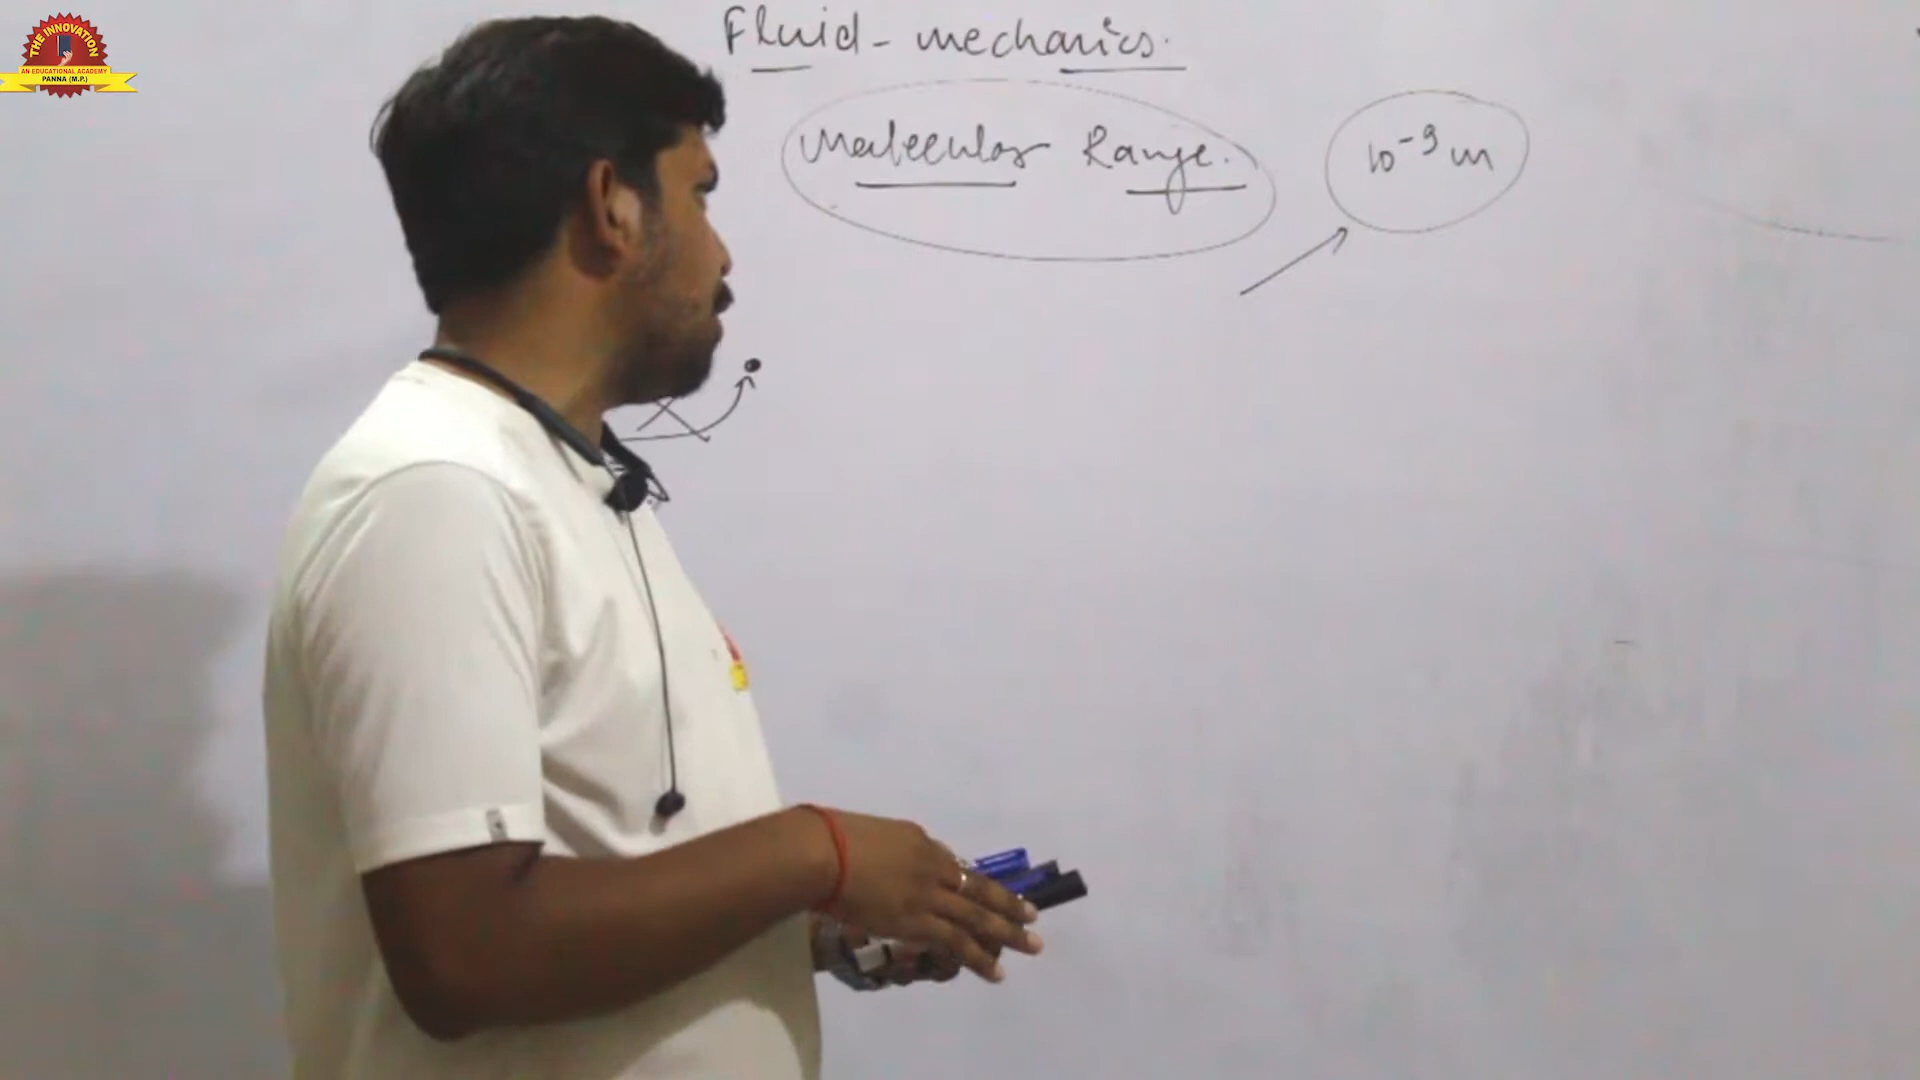 THE INNOVATION
AN EDUCATIONAL ACADEMY
PANNA (M.P.)
Fluid - mechanics.
Molecular Range.
10⁻⁹ m